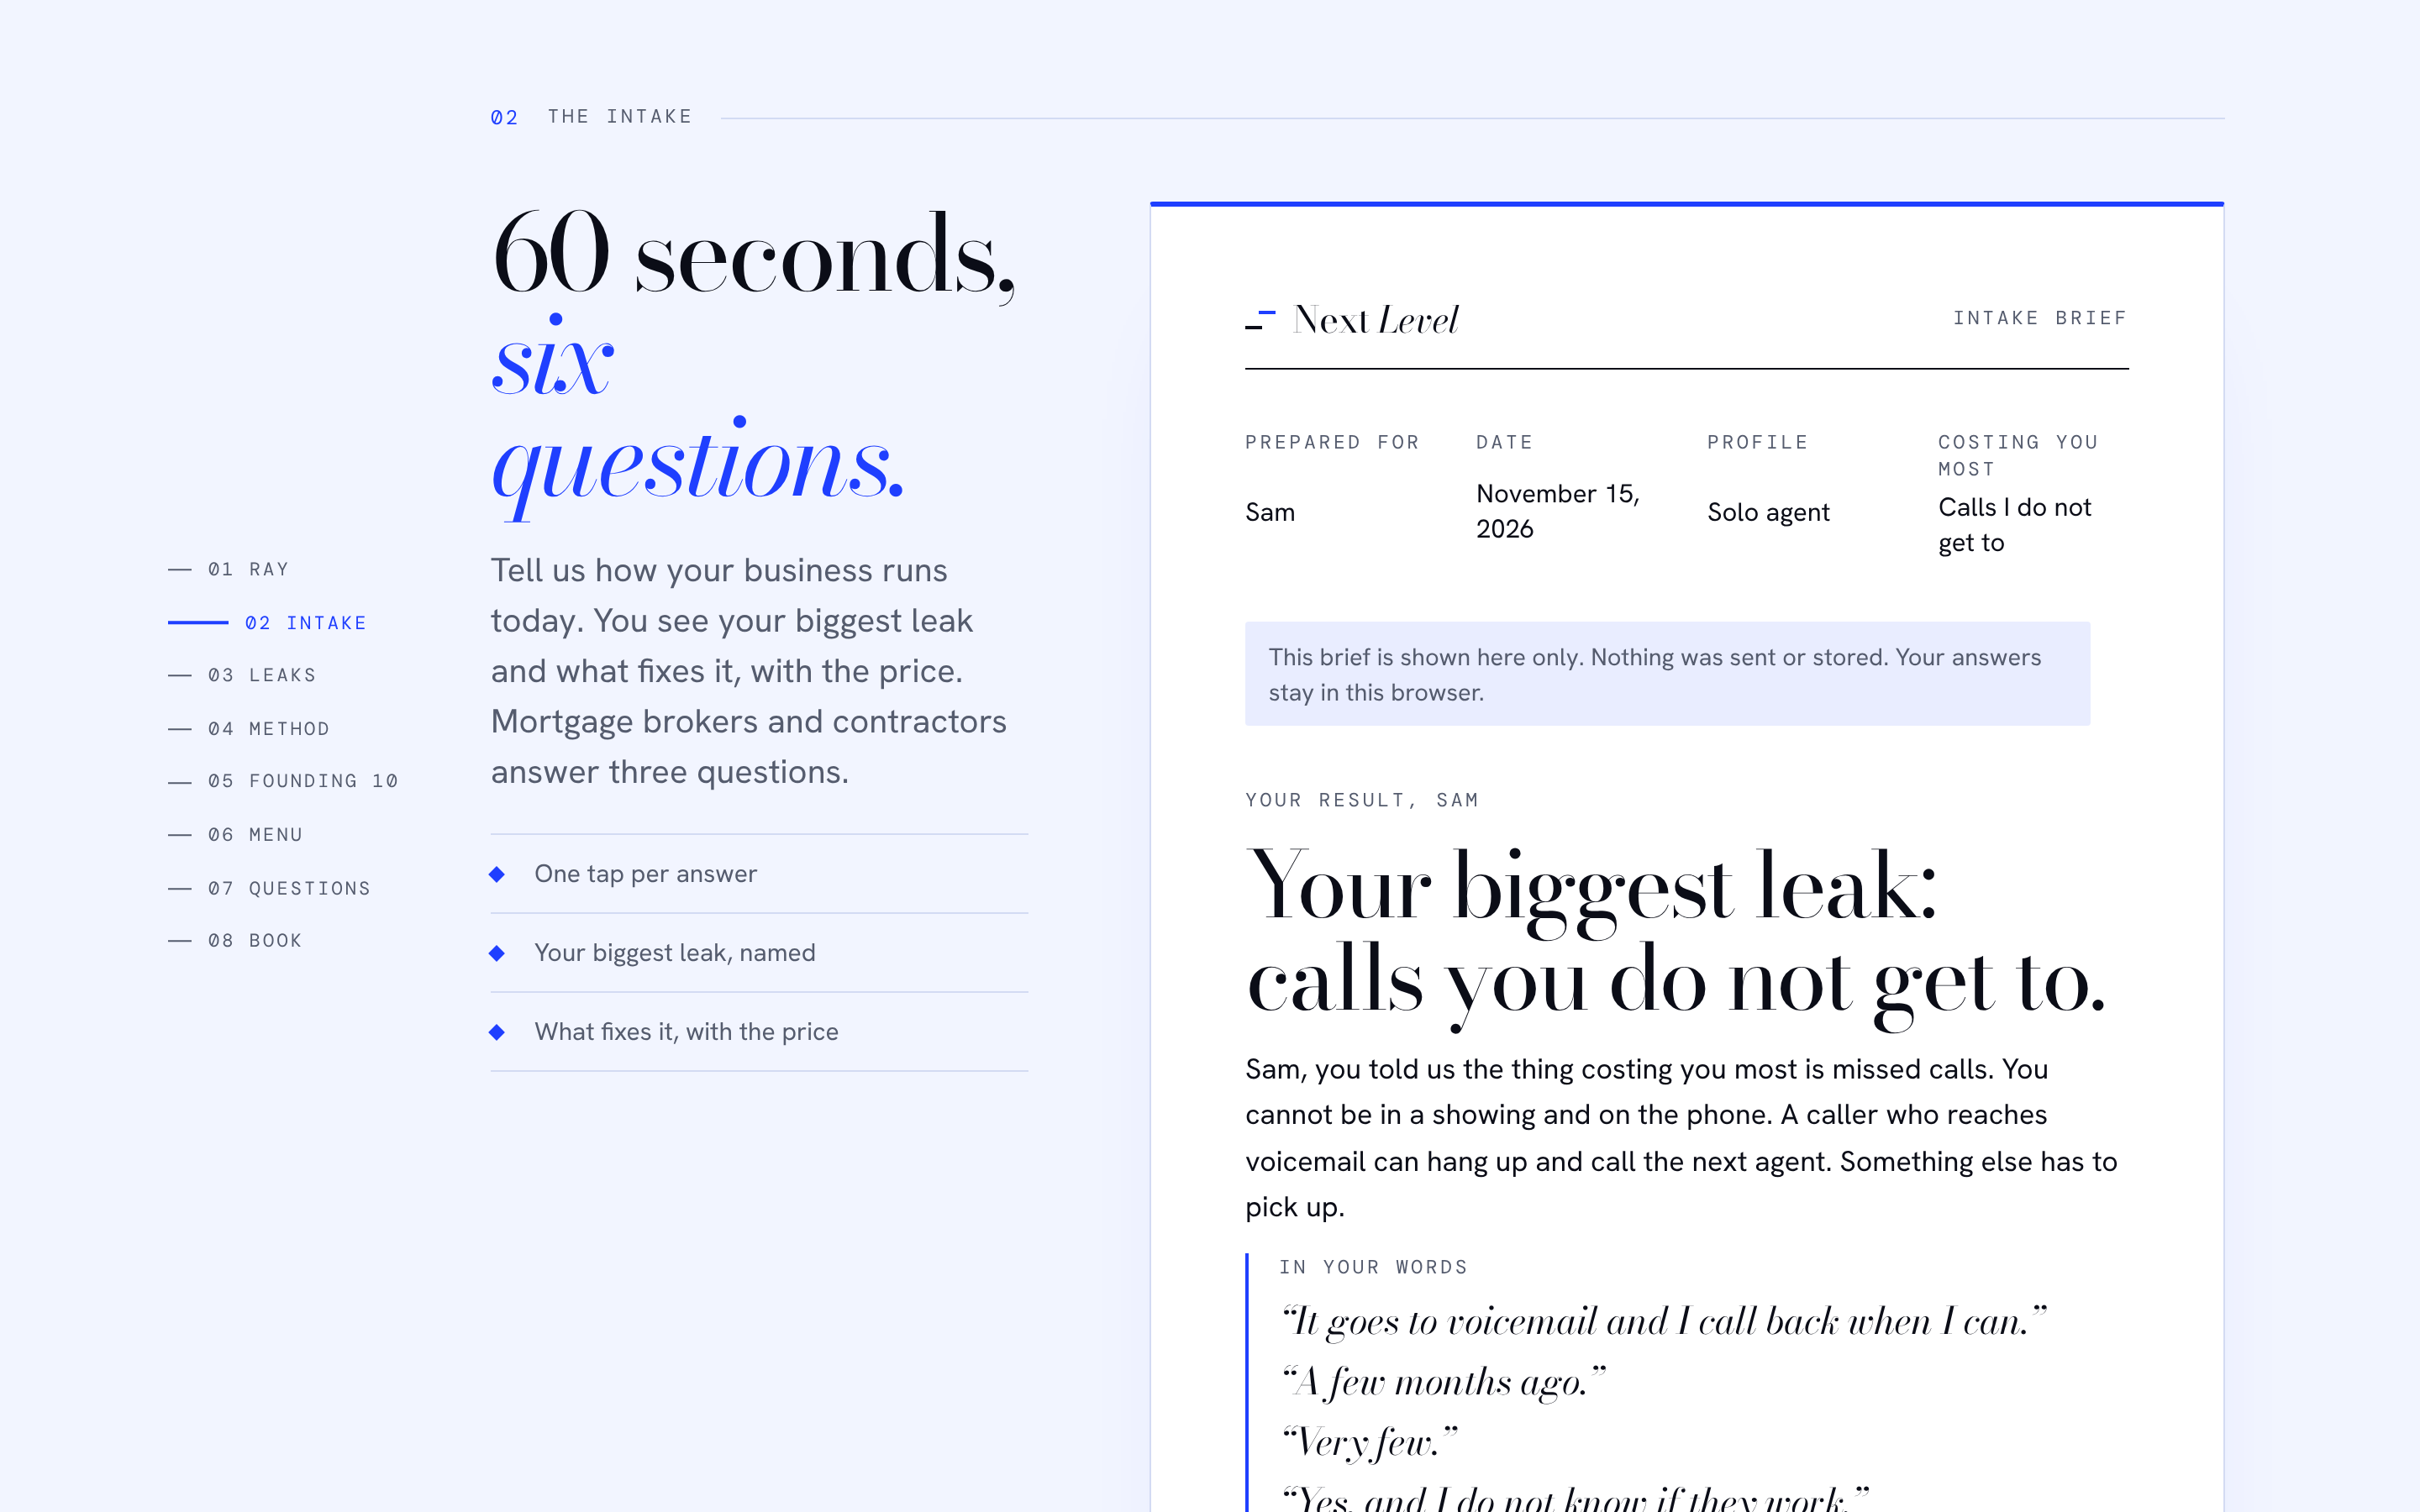 02 THE INTAKE
60 seconds,
six
questions.
Tell us how your business runs
today. You see your biggest leak
and what fixes it, with the price.
Mortgage brokers and contractors
answer three questions.
One tap per answer
Your biggest leak, named
What fixes it, with the price
01 RAY
02 INTAKE
03 LEAKS
04 METHOD
05 FOUNDING 10
06 MENU
07 QUESTIONS
08 BOOK
Next Level
INTAKE BRIEF
PREPARED FOR
Sam
DATE
November 15,
2026
PROFILE
Solo agent
COSTING YOU
MOST
Calls I do not
get to
This brief is shown here only. Nothing was sent or stored. Your answers
stay in this browser.
YOUR RESULT, SAM
Your biggest leak:
calls you do not get to.
Sam, you told us the thing costing you most is missed calls. You
cannot be in a showing and on the phone. A caller who reaches
voicemail can hang up and call the next agent. Something else has to
pick up.
IN YOUR WORDS
“It goes to voicemail and I call back when I can.”
“A few months ago.”
“Very few.”
“Yes, and I do not know if they work.”